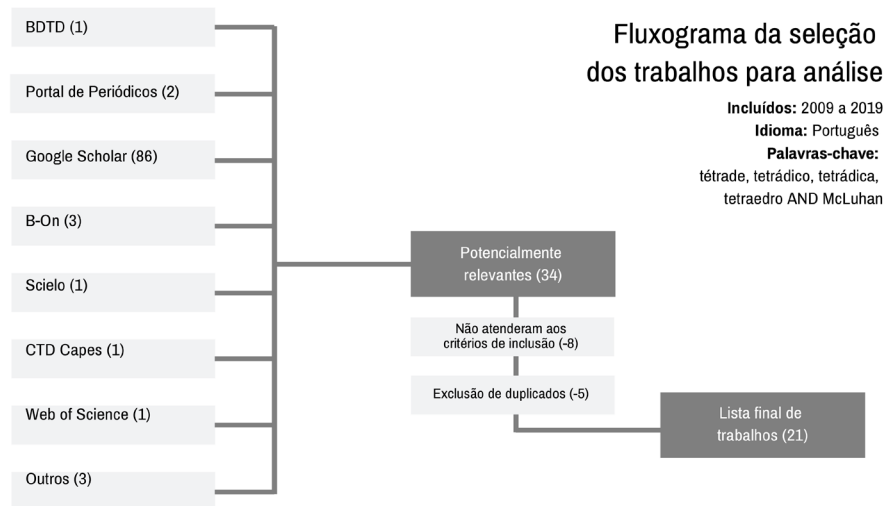 Fluxograma da seleção
dos trabalhos para análise
Incluídos: 2009 a 2019
Idioma: Português
Palavras-chave:
tétrade, tetrádico, tetrádica,
tetraedro AND McLuhan
BDTD (1)
Portal de Periódicos (2)
Google Scholar (86)
B-On (3)
Scielo (1)
CTD Capes (1)
Web of Science (1)
Outros (3)
Potencialmente
relevantes (34)
Não atenderam aos
critérios de inclusão (-8)
Exclusão de duplicados (-5)
Lista final de
trabalhos (21)